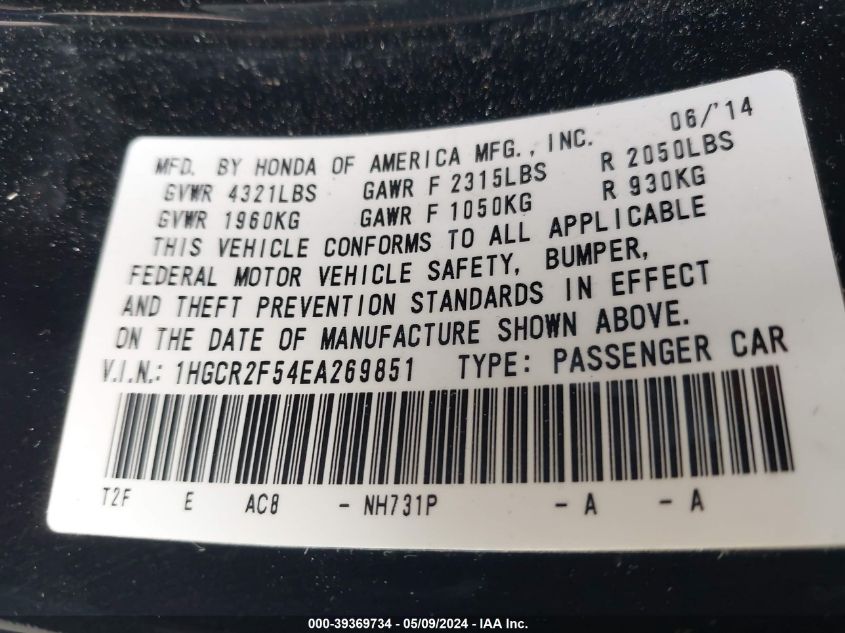 06/'14
MFD. BY HONDA OF AMERICA MFG., INC.
GVWR 4321LBS GAWR F 2315LBS R 2050LBS
GVWR 1960KG GAWR F 1050KG R 930KG
THIS VEHICLE CONFORMS TO ALL APPLICABLE
FEDERAL MOTOR VEHICLE SAFETY, BUMPER,
AND THEFT PREVENTION STANDARDS IN EFFECT
ON THE DATE OF MANUFACTURE SHOWN ABOVE.
V.I.N.: 1HGCR2F54EA269851 TYPE: PASSENGER CAR
T2F E AC8 - NH731P - A - A
000-39369734 - 05/09/2024 - IAA Inc.